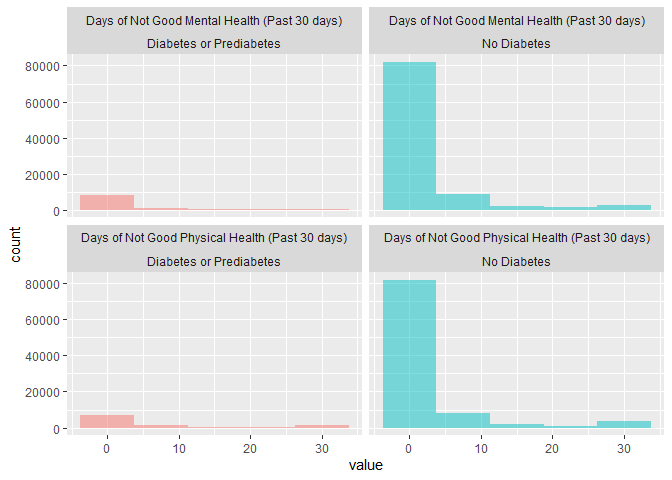 Days of Not Good Mental Health (Past 30 days)
Days of Not Good Mental Health (Past 30 days)
Diabetes or Prediabetes
No Diabetes
80000
60000
40000
20000
0
Days of Not Good Physical Health (Past 30 days)
Days of Not Good Physical Health (Past 30 days)
Diabetes or Prediabetes
No Diabetes
80000
60000
40000
20000
0
count
0 10 20 30
0 10 20 30
value